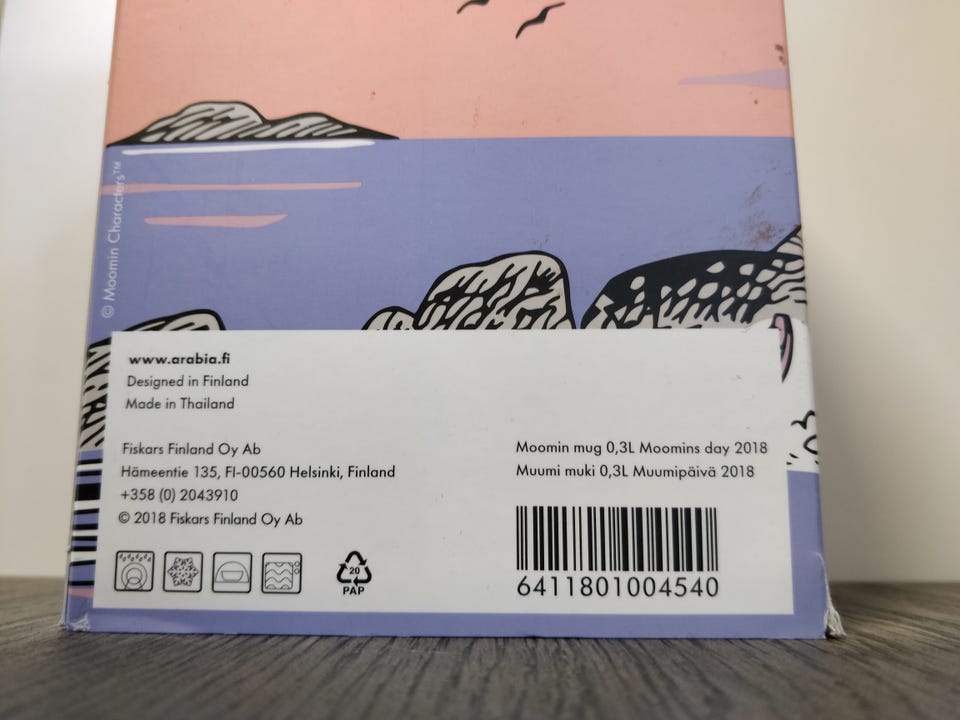 © Moomin Characters™
www.arabia.fi
Designed in Finland
Made in Thailand
Fiskars Finland Oy Ab
Hämeentie 135, FI-00560 Helsinki, Finland
+358 (0) 2043910
© 2018 Fiskars Finland Oy Ab
20
PAP
Moomin mug 0,3L Moomins day 2018
Muumi muki 0,3L Muumipäivä 2018
6411801004540